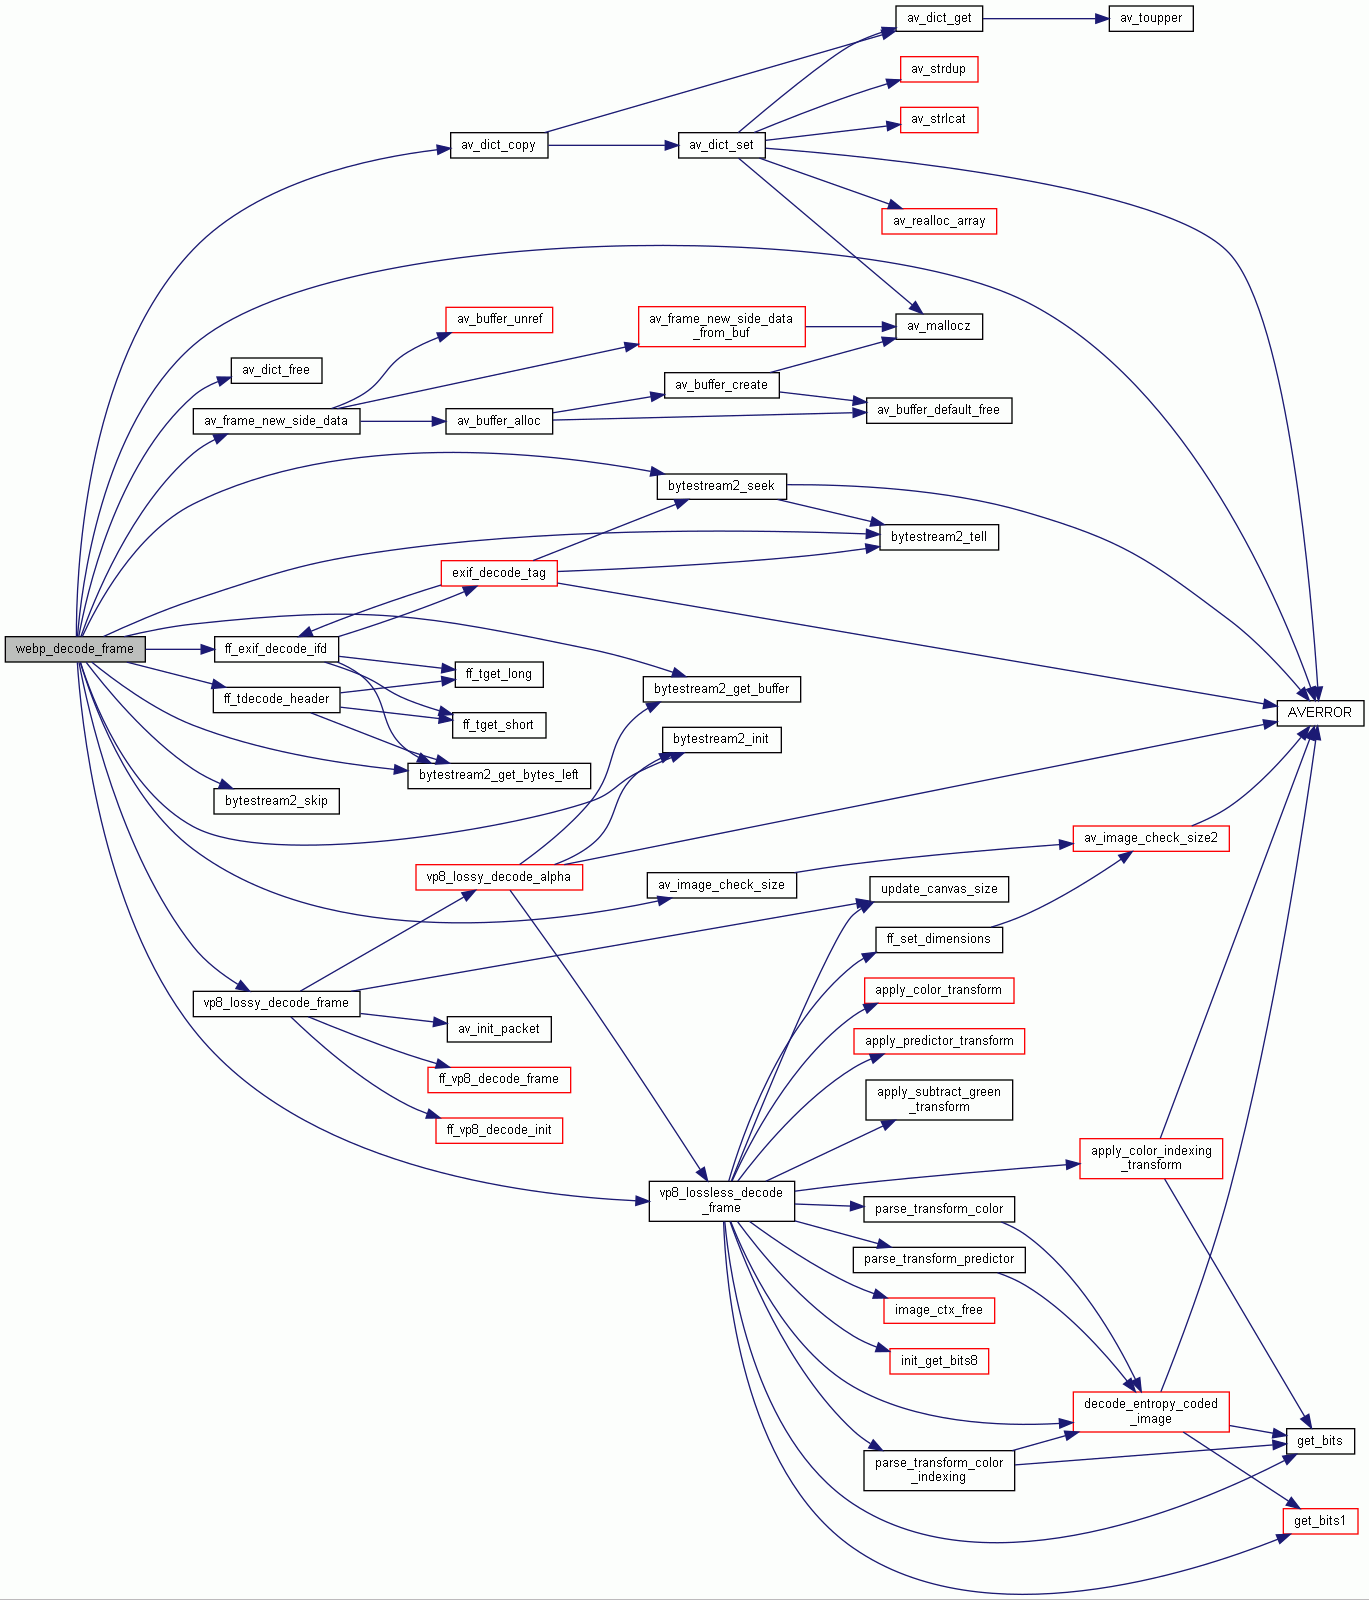 av_dict_get
av_toupper
av_strdup
av_strlcat
av_dict_copy
av_dict_set
av_realloc_array
av_buffer_unref
av_frame_new_side_data
_from_buf
av_mallocz
av_dict_free
av_buffer_create
av_buffer_default_free
av_frame_new_side_data
av_buffer_alloc
bytestream2_seek
bytestream2_tell
exif_decode_tag
webp_decode_frame
ff_exif_decode_ifd
ff_tget_long
bytestream2_get_buffer
ff_tdecode_header
AVERROR
ff_tget_short
bytestream2_init
bytestream2_get_bytes_left
bytestream2_skip
av_image_check_size2
vp8_lossy_decode_alpha
av_image_check_size
update_canvas_size
ff_set_dimensions
apply_color_transform
vp8_lossy_decode_frame
av_init_packet
apply_predictor_transform
ff_vp8_decode_frame
apply_subtract_green
_transform
ff_vp8_decode_init
apply_color_indexing
_transform
vp8_lossless_decode
_frame
parse_transform_color
parse_transform_predictor
image_ctx_free
init_get_bits8
decode_entropy_coded
_image
get_bits
parse_transform_color
_indexing
get_bits1